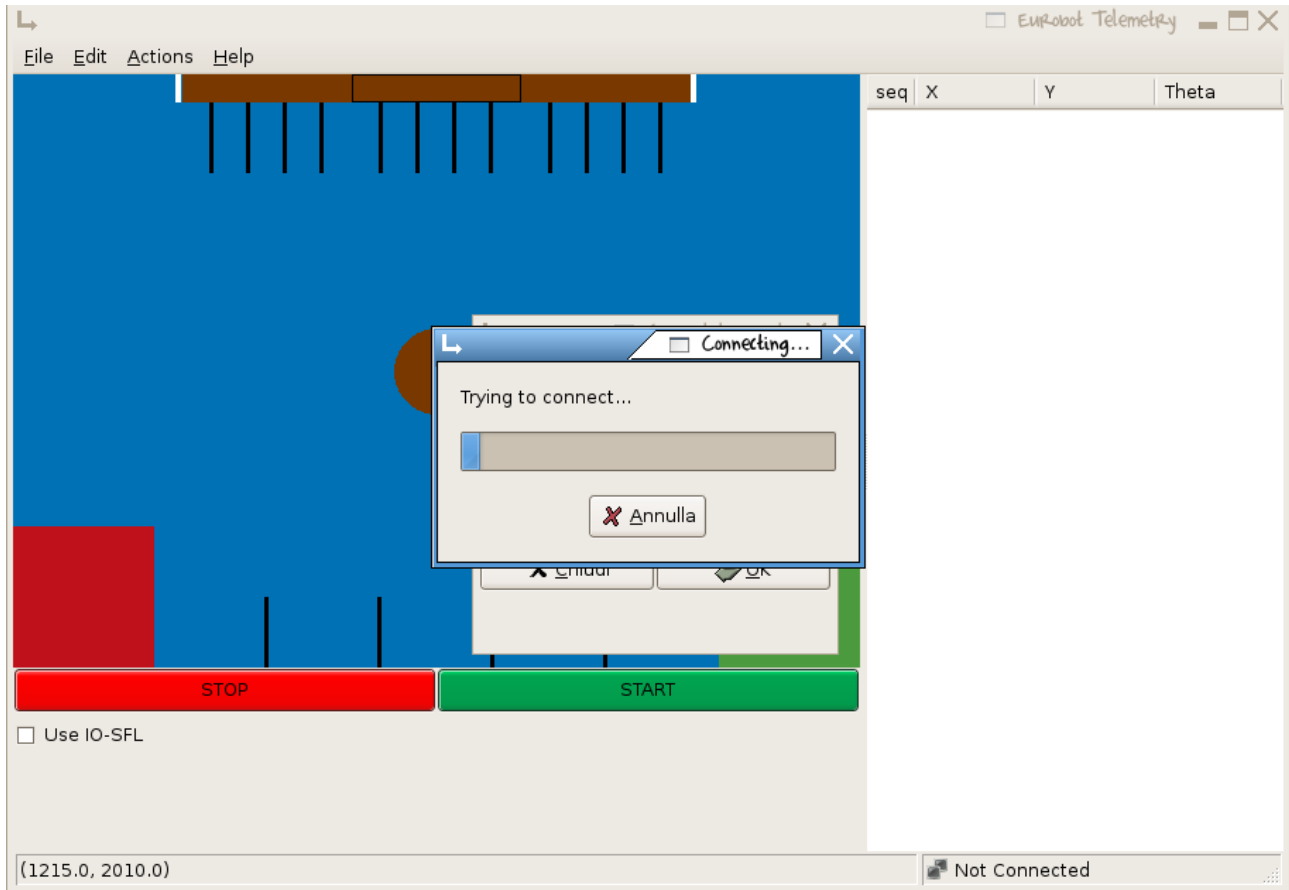 EuRobot Telemetry
File Edit Actions Help
seq X Y Theta
Connecting...
Trying to connect...
Annulla
Chiudi OK
STOP START
Use IO-SFL
(1215.0, 2010.0) Not Connected